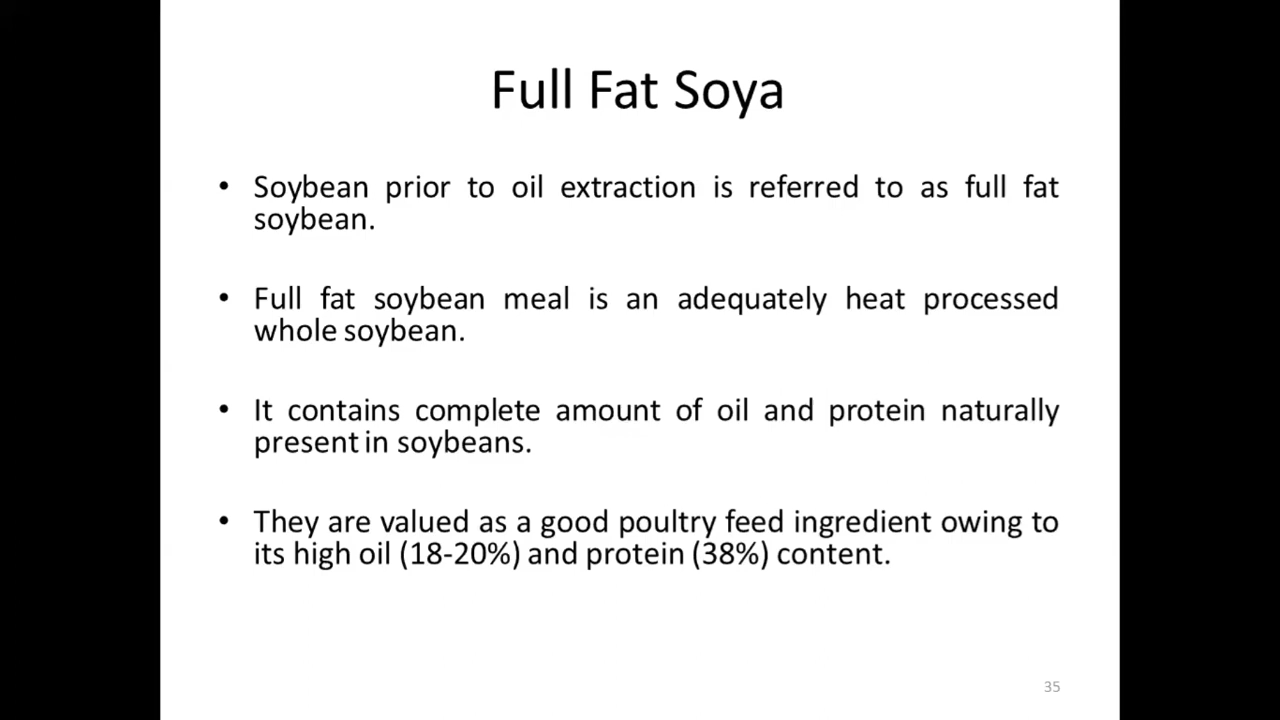 Full Fat Soya
• Soybean prior to oil extraction is referred to as full fat
soybean.
• Full fat soybean meal is an adequately heat processed
whole soybean.
• It contains complete amount of oil and protein naturally
present in soybeans.
• They are valued as a good poultry feed ingredient owing to
its high oil (18-20%) and protein (38%) content.
35